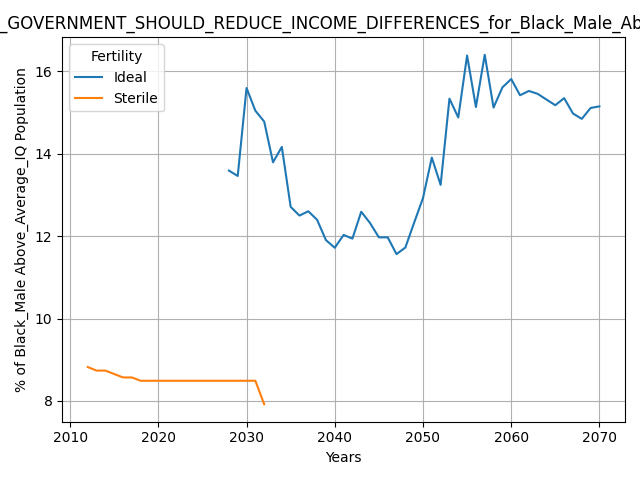 _GOVERNMENT_SHOULD_REDUCE_INCOME_DIFFERENCES_for_Black_Male_Ab
Fertility
Ideal
Sterile
% of Black_Male Above_Average_IQ Population
16
14
12
10
8
2010 2020 2030 2040 2050 2060 2070
Years